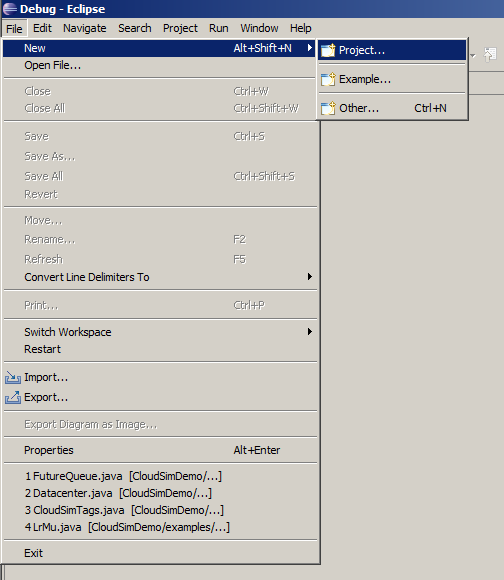 Debug - Eclipse
File Edit Navigate Search Project Run Window Help
New Alt+Shift+N
Project...
Open File...
Example...
Close Ctrl+W
Close All Ctrl+Shift+W
Other... Ctrl+N
Save Ctrl+S
Save As...
Save All Ctrl+Shift+S
Revert
Move...
Rename... F2
Refresh F5
Convert Line Delimiters To
Print... Ctrl+P
Switch Workspace
Restart
Import...
Export...
Export Diagram as Image...
Properties Alt+Enter
1 FutureQueue.java [CloudSimDemo/...]
2 Datacenter.java [CloudSimDemo/...]
3 CloudSimTags.java [CloudSimDemo/...]
4 LrMu.java [CloudSimDemo/examples/...]
Exit